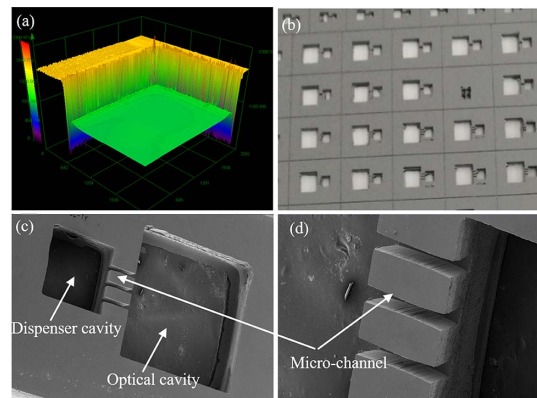 (a)
(b)
(c)
Dispenser cavity
Optical cavity
(d)
Micro-channel